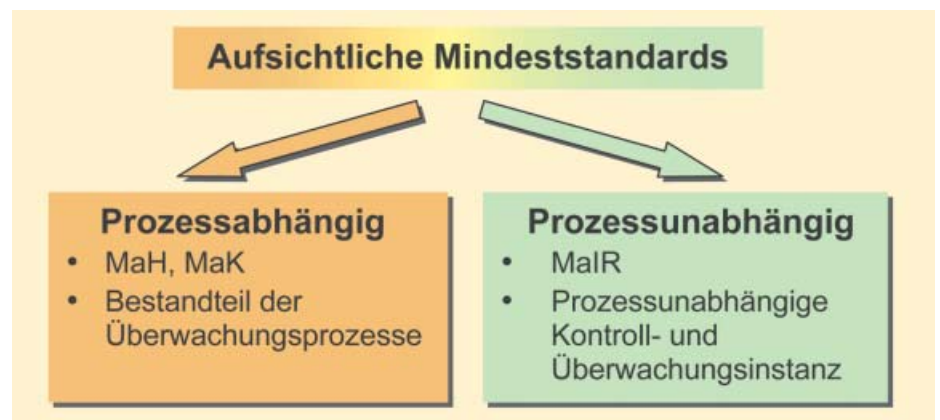 Aufsichtliche Mindeststandards
Prozessabhängig
• MaH, MaK
• Bestandteil der
Überwachungsprozesse
Prozessunabhängig
• MaIR
• Prozessunabhängige
Kontroll- und
Überwachungsinstanz